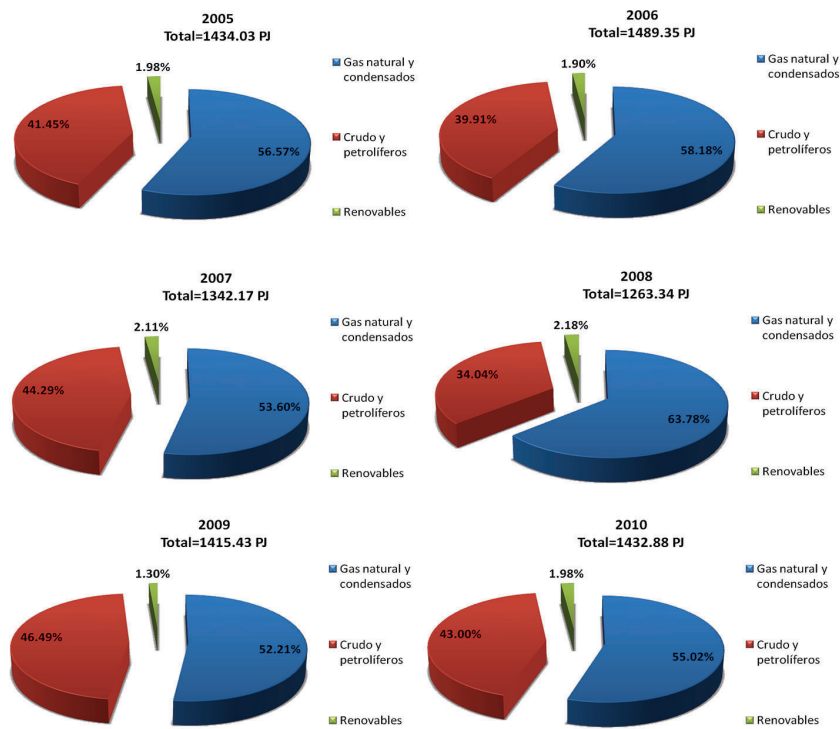 2005
Total=1434.03 PJ
1.98%
41.45%
56.57%
Gas natural y
condensados
Crudo y
petrolíferos
Renovables
2006
Total=1489.35 PJ
1.90%
39.91%
58.18%
Gas natural y
condensados
Crudo y
petrolíferos
Renovables
2007
Total=1342.17 PJ
2.11%
44.29%
53.60%
Gas natural y
condensados
Crudo y
petrolíferos
Renovables
2008
Total=1263.34 PJ
2.18%
34.04%
63.78%
Gas natural y
condensados
Crudo y
petrolíferos
Renovables
2009
Total=1415.43 PJ
1.30%
46.49%
52.21%
Gas natural y
condensados
Crudo y
petrolíferos
Renovables
2010
Total=1432.88 PJ
1.98%
43.00%
55.02%
Gas natural y
condensados
Crudo y
petrolíferos
Renovables